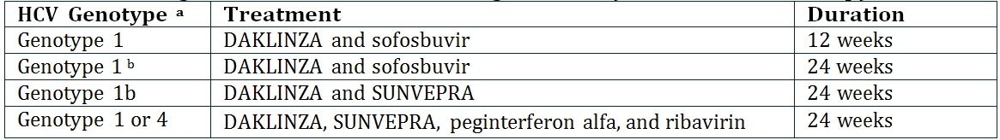 HCV Genotype a Treatment Duration
Genotype 1 DAKLINZA and sofosbuvir 12 weeks
Genotype 1 b DAKLINZA and sofosbuvir 24 weeks
Genotype 1b DAKLINZA and SUNVEPRA 24 weeks
Genotype 1 or 4 DAKLINZA, SUNVEPRA, peginterferon alfa, and ribavirin 24 weeks